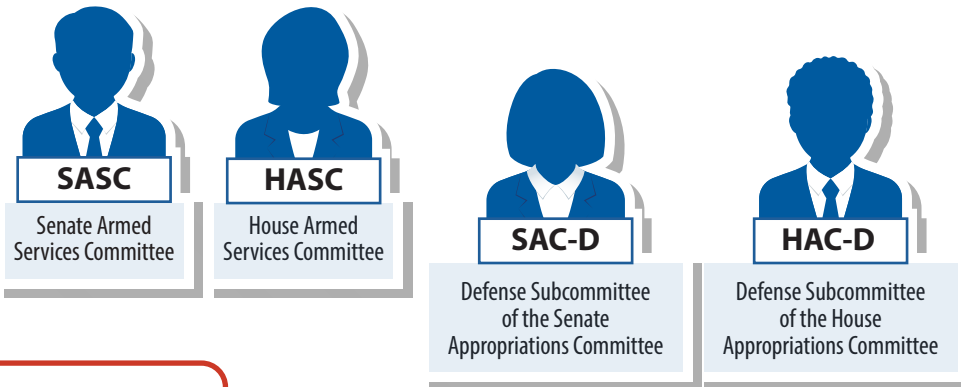 SASC
Senate Armed
Services Committee
HASC
House Armed
Services Committee
SAC-D
Defense Subcommittee
of the Senate
Appropriations Committee
HAC-D
Defense Subcommittee
of the House
Appropriations Committee